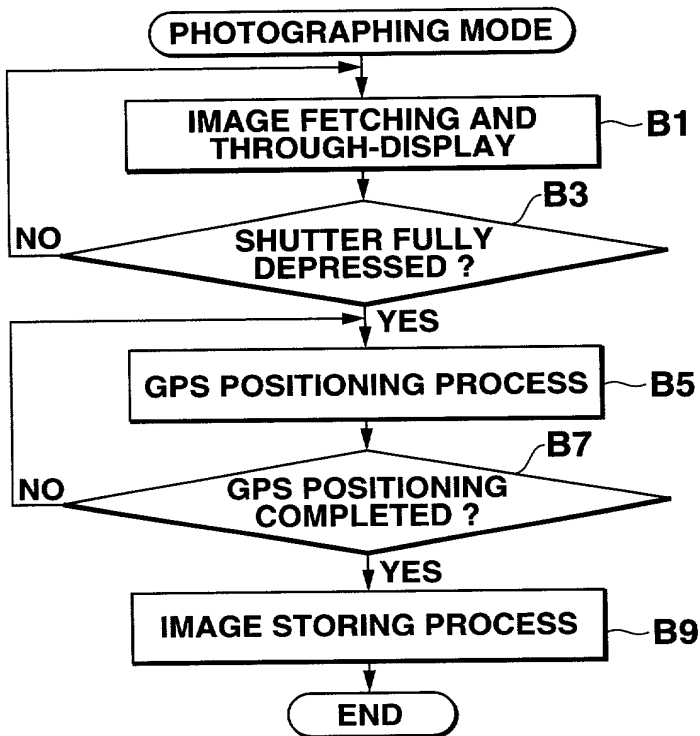 PHOTOGRAPHING MODE
IMAGE FETCHING AND
THROUGH-DISPLAY
B1
B3
NO
SHUTTER FULLY
DEPRESSED ?
YES
GPS POSITIONING PROCESS
B5
B7
NO
GPS POSITIONING
COMPLETED ?
YES
IMAGE STORING PROCESS
B9
END